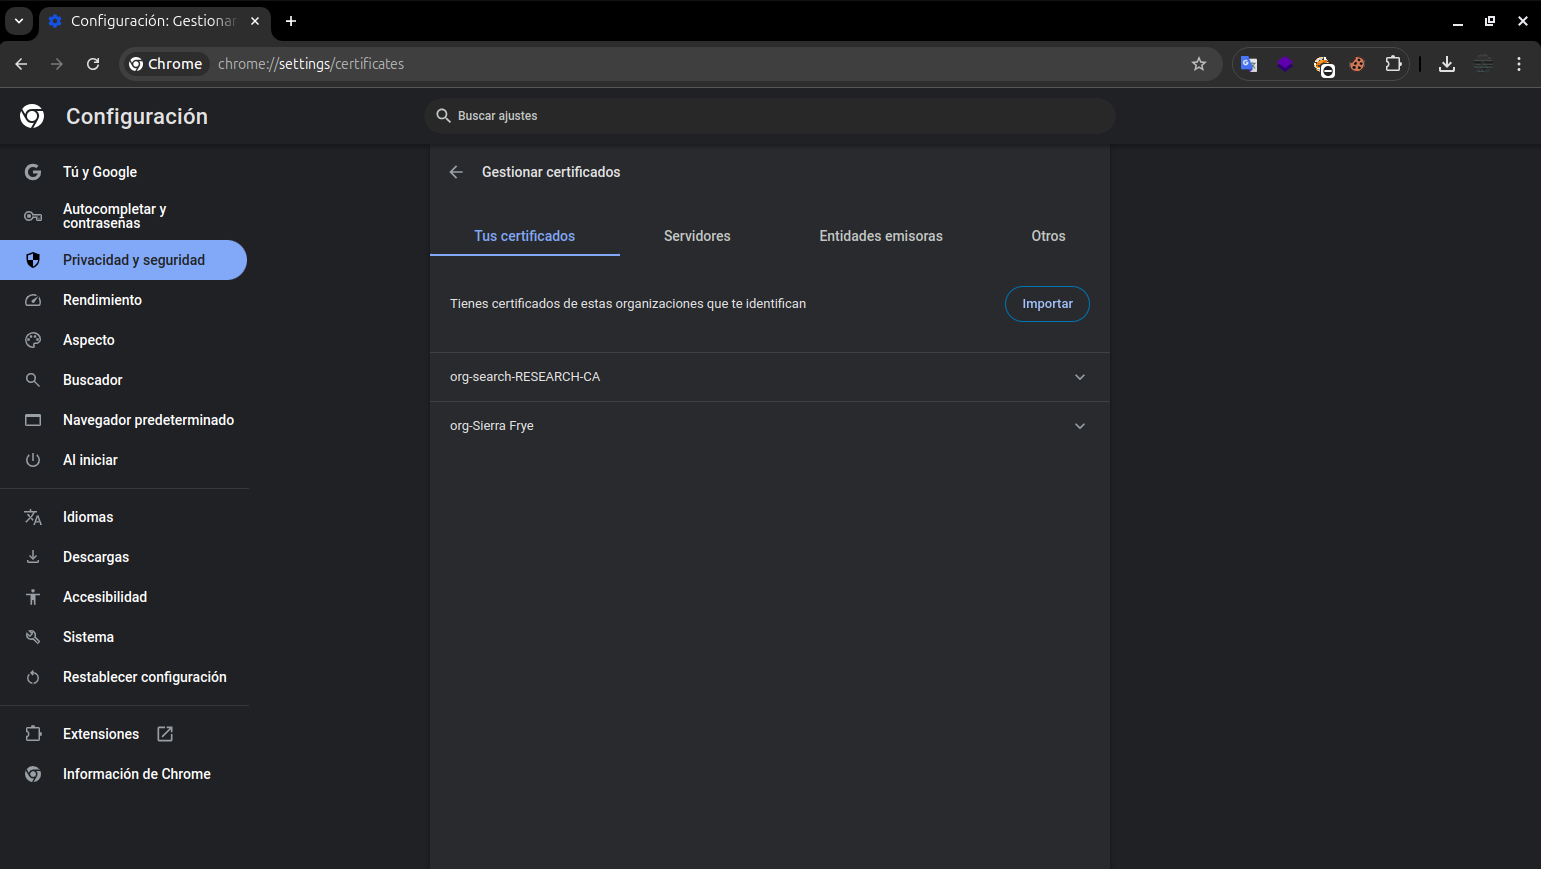 Configuración: Gestionar
Chrome
chrome://settings/certificates
Configuración
Buscar ajustes
Tú y Google
Autocompletar y
contraseñas
Privacidad y seguridad
Rendimiento
Aspecto
Buscador
Navegador predeterminado
Al iniciar
Idiomas
Descargas
Accesibilidad
Sistema
Restablecer configuración
Extensiones
Información de Chrome
Gestionar certificados
Tus certificados
Servidores
Entidades emisoras
Otros
Tienes certificados de estas organizaciones que te identifican
Importar
org-search-RESEARCH-CA
org-Sierra Frye